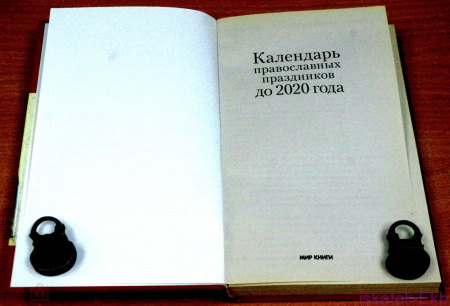 Календарь
православных
праздников
до 2020 года
МИР КНИГИ